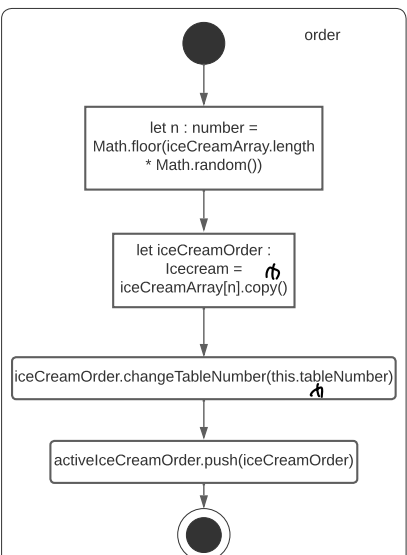 order
let n : number =
Math.floor(iceCreamArray.length
* Math.random())
let iceCreamOrder :
Icecream =
iceCreamArray[n].copy()
iceCreamOrder.changeTableNumber(this.tableNumber)
activeIceCreamOrder.push(iceCreamOrder)